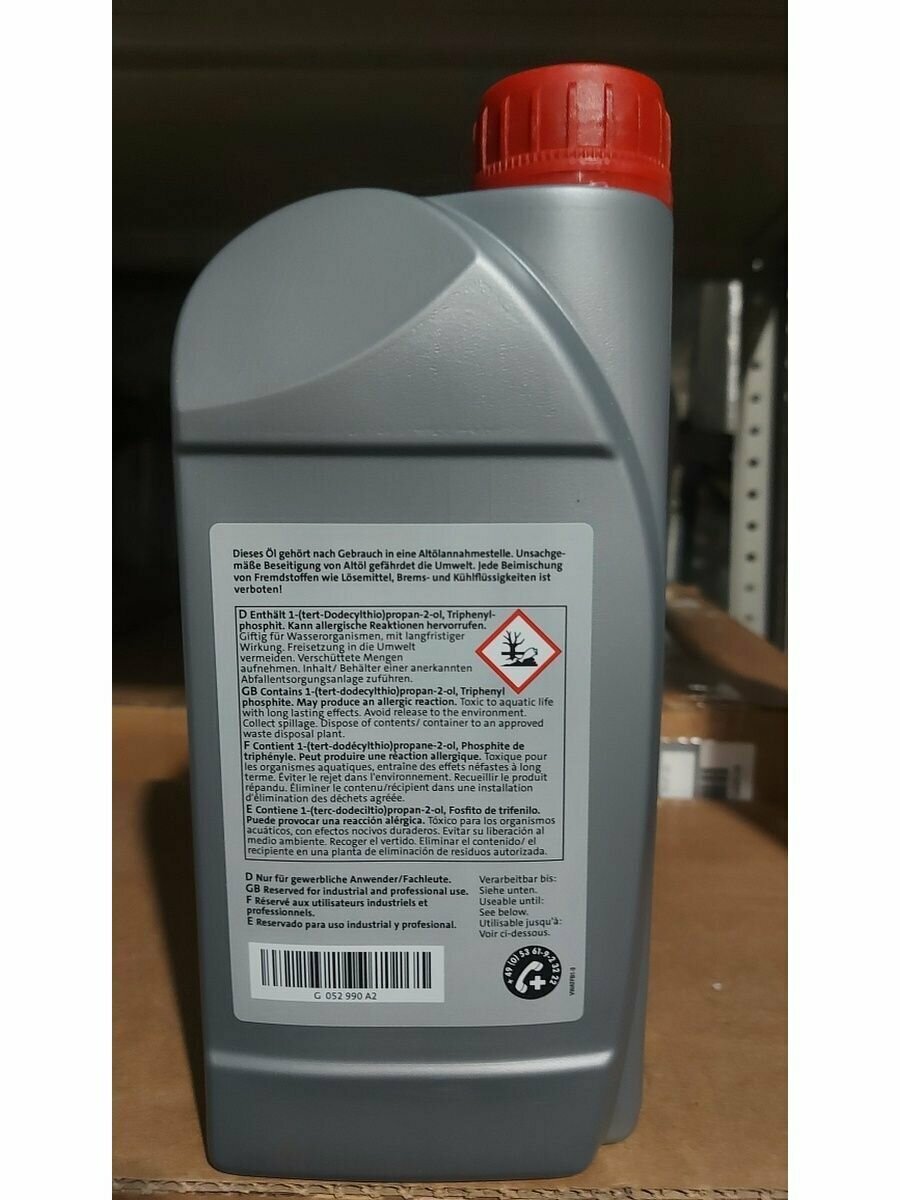 Dieses Öl gehört nach Gebrauch in eine Altölannahmestelle. Unsachge-
mäße Beseitigung von Altöl gefährdet die Umwelt. Jede Beimischung
von Fremdstoffen wie Lösemittel, Brems- und Kühlflüssigkeiten ist
verboten!
D Enthält 1-(tert-Dodecylthio)propan-2-ol, Triphenyl-
phosphit. Kann allergische Reaktionen hervorrufen.
Giftig für Wasserorganismen, mit langfristiger
Wirkung. Freisetzung in die Umwelt
vermeiden. Verschüttete Mengen
aufnehmen. Inhalt/ Behälter einer anerkannten
Abfallentsorgungsanlage zuführen.
GB Contains 1-(tert-dodecylthio)propan-2-ol, Triphenyl
phosphite. May produce an allergic reaction. Toxic to aquatic life
with long lasting effects. Avoid release to the environment.
Collect spillage. Dispose of contents/ container to an approved
waste disposal plant.
F Contient 1-(tert-dodécylthio)propane-2-ol, Phosphite de
triphényle. Peut produire une réaction allergique. Toxique pour
les organismes aquatiques, entraîne des effets néfastes à long
terme. Éviter le rejet dans l'environnement. Recueillir le produit
répandu. Éliminer le contenu/récipient dans une installation
d'élimination des déchets agréée.
E Contiene 1-(terc-dodeciltio)propan-2-ol, Fosfito de trifenilo.
Puede provocar una reacción alérgica. Tóxico para los organismos
acuáticos, con efectos nocivos duraderos. Evitar su liberación al
medio ambiente. Recoger el vertido. Eliminar el contenido/ el
recipiente en una planta de eliminación de residuos autorizada.
D Nur für gewerbliche Anwender/Fachleute.
GB Reserved for industrial and professional use.
F Réservé aux utilisateurs industriels et
professionnels.
E Reservado para uso industrial y profesional.
Verarbeitbar bis:
Siehe unten.
Useable until:
See below.
Utilisable jusqu'à:
Voir ci-dessous.
+49 (0) 53 61-9-2 32 22
G 052 990 A2